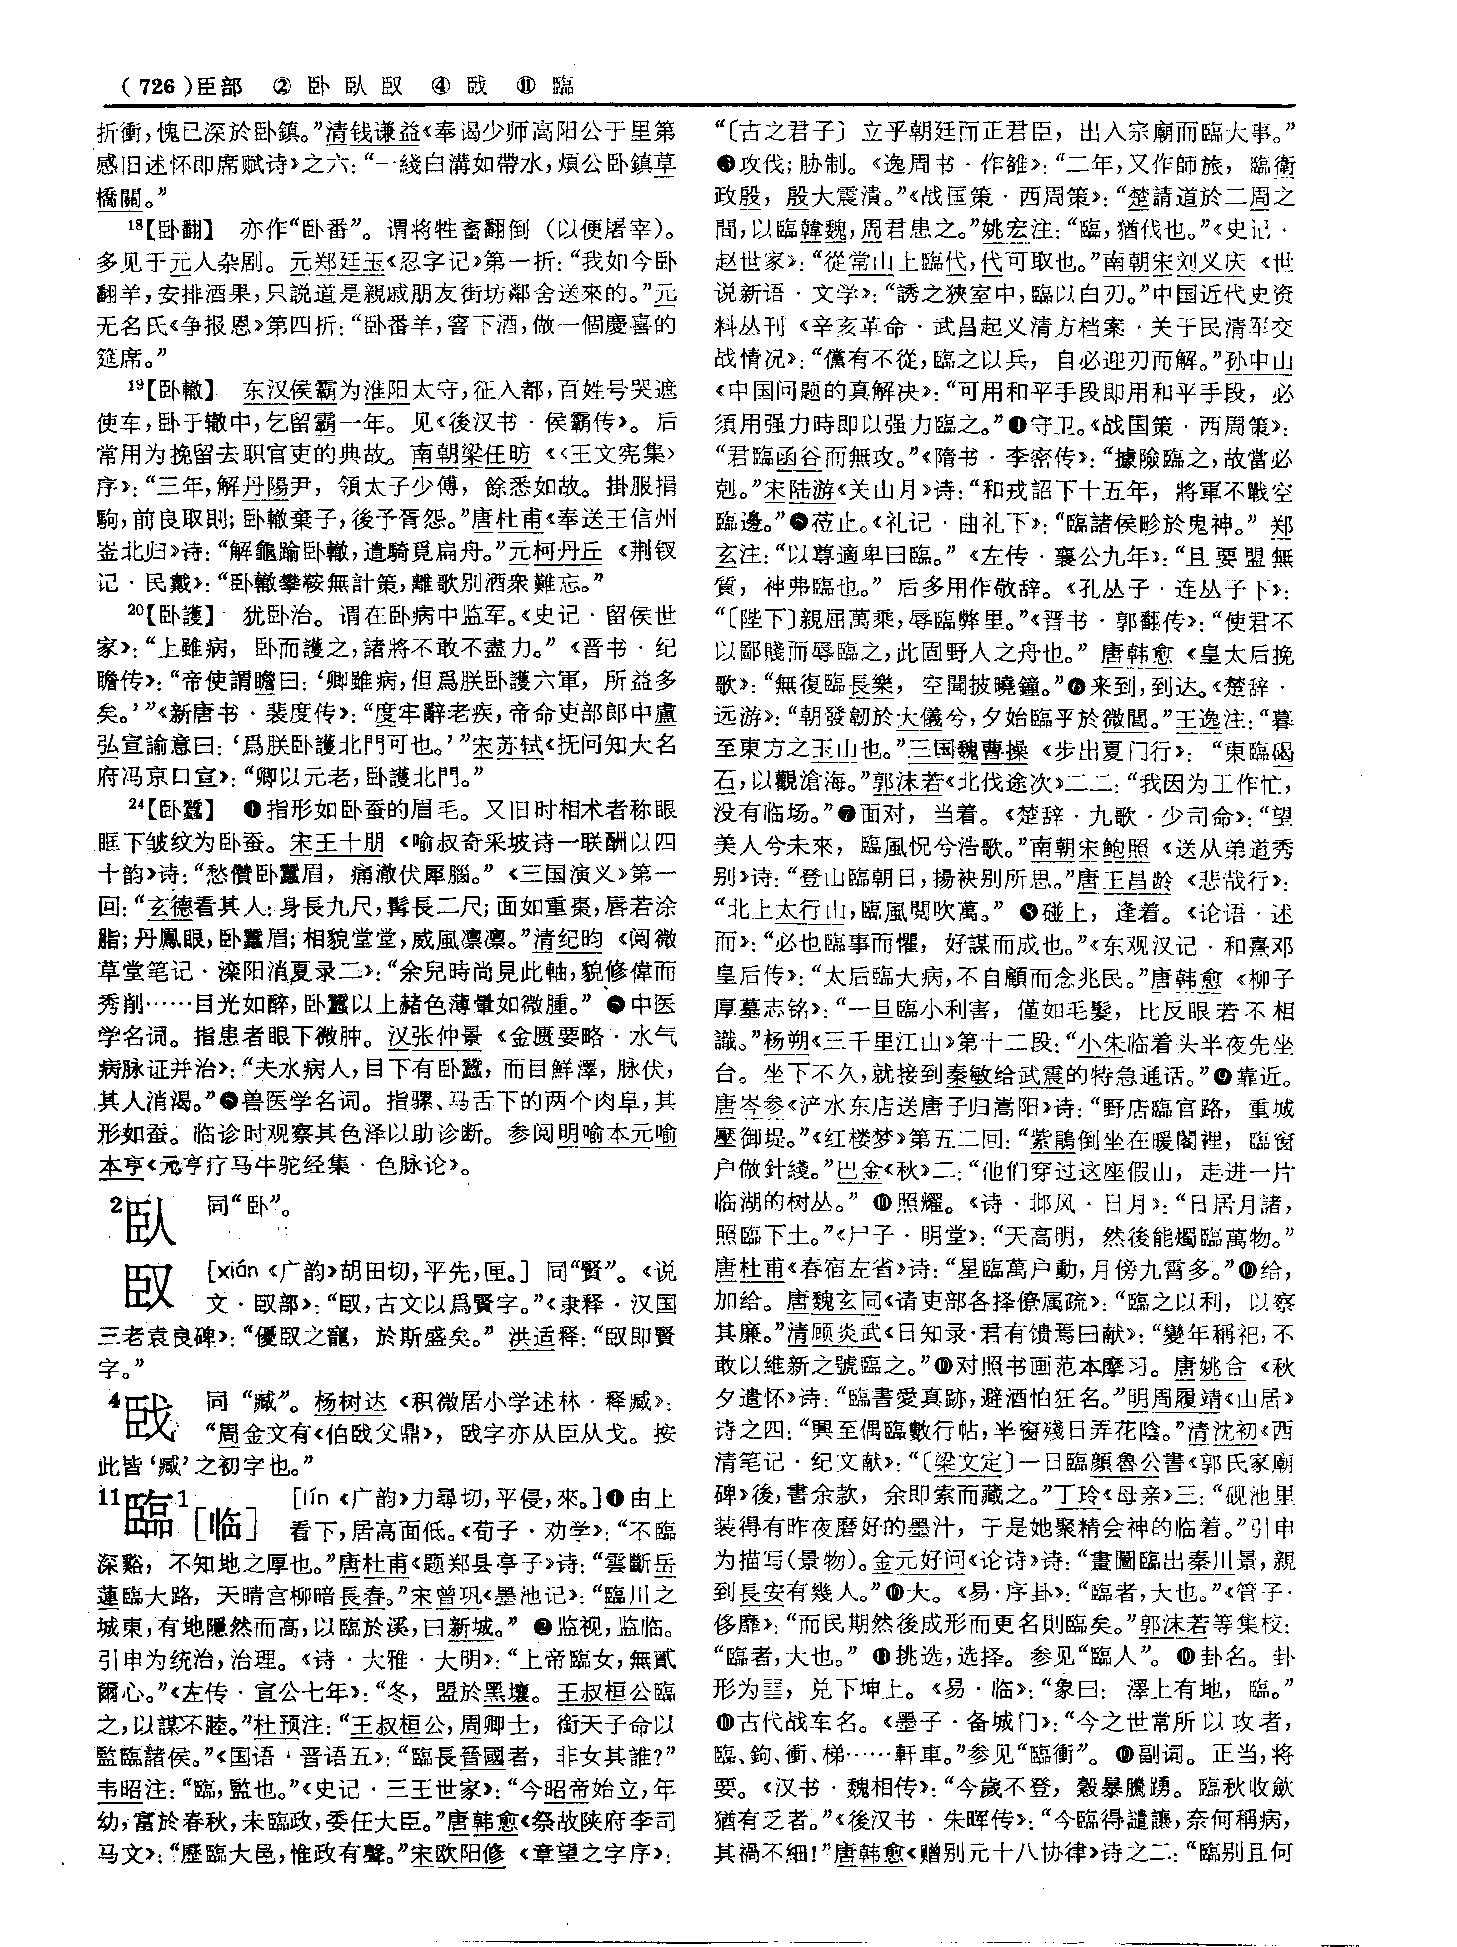 （726）臣部 ② 卧 臥 臤 ④ 戜 ⑪ 臨
折衝，愧已深於卧鎮。”清钱谦益《奉谒少师高阳公于里第
感旧述怀即席赋诗》之六：“一綫白溝如帶水，煩公卧鎮草
橋關。”
¹⁸【卧翻】 亦作“卧番”。谓将牲畜翻倒（以便屠宰）。
多见于元人杂剧。元郑廷玉《忍字记》第一折：“我如今卧
翻羊，安排酒果，只説道是親戚朋友街坊鄰舍送來的。”元
无名氏《争报恩》第四折：“卧番羊，窨下酒，做一個慶喜的
筵席。”
¹⁹【卧轍】 东汉侯霸为淮阳太守，征入都，百姓号哭遮
使车，卧于辙中，乞留霸一年。见《後汉书·侯霸传》。后
常用为挽留去职官吏的典故。南朝梁任昉《〈王文宪集〉
序》：“三年，解丹陽尹，領太子少傅，餘悉如故。掛服捐
駒，前良取則；卧轍棄子，後予胥怨。”唐杜甫《奉送王信州
崟北归》诗：“解龜踰卧轍，遣騎覓扁舟。”元柯丹丘《荆钗
记·民戴》：“卧轍攀鞍無計策，離歌别酒衆難忘。”
²⁰【卧護】 犹卧治。谓在卧病中监军。《史记·留侯世
家》：“上雖病，卧而護之，諸將不敢不盡力。”《晋书·纪
瞻传》：“帝使謂瞻曰：‘卿雖病，但爲朕卧護六軍，所益多
矣。’”《新唐书·裴度传》：“度牢辭老疾，帝命吏部郎中盧
弘宣諭意曰：‘爲朕卧護北門可也。’”宋苏轼《抚问知大名
府冯京口宣》：“卿以元老，卧護北門。”
²⁴【卧蠶】 ❶指形如卧蚕的眉毛。又旧时相术者称眼
眶下皱纹为卧蚕。宋王十朋《喻叔奇采坡诗一联酬以四
十韵》诗：“愁儹卧蠶眉，痛澈伏犀腦。”《三国演义》第一
回：“玄德看其人：身長九尺，髯長二尺；面如重棗，唇若涂
脂；丹鳳眼，卧蠶眉；相貌堂堂，威風凛凛。”清纪昀《阅微
草堂笔记·滦阳消夏录二》：“余兒時尚見此軸，貌修偉而
秀削……目光如醉，卧蠶以上赭色薄暈如微腫。”❷中医
学名词。指患者眼下微肿。汉张仲景《金匮要略·水气
病脉证并治》：“夫水病人，目下有卧蠶，而目鮮澤，脉伏，
其人消渴。”❸兽医学名词。指骡、马舌下的两个肉阜，其
形如蚕。临诊时观察其色泽以助诊断。参阅明喻本元喻
本亨《元亨疗马牛驼经集·色脉论》。
2臥 同“卧”。
臤 [xián《广韵》胡田切，平先，匣。] 同“賢”。《说
文·臤部》：“臤，古文以爲賢字。”《隶释·汉国
三老袁良碑》：“優臤之寵，於斯盛矣。”洪适释：“臤即賢
字。”
4 同“臧”。杨树达《积微居小学述林·释臧》：
“周金文有《伯父鼎》，字亦从臣从戈。按
此皆‘臧’之初字也。”
11臨1［临］ [lín《广韵》力尋切，平侵，來。]❶由上
看下，居高面低。《荀子·劝学》：“不臨
深谿，不知地之厚也。”唐杜甫《题郑县亭子》诗：“雲斷岳
蓮臨大路，天晴宫柳暗長春。”宋曾巩《墨池记》：“臨川之
城東，有地隱然而高，以臨於溪，曰新城。”❷监视，监临。
引申为统治，治理。《诗·大雅·大明》：“上帝臨女，無貳
爾心。”《左传·宣公七年》：“冬，盟於黑壤。王叔桓公臨
之，以謀不睦。”杜预注：“王叔桓公，周卿士，銜天子命以
監臨諸侯。”《国语·晋语五》：“臨長晉國者，非女其誰？”
韦昭注：“臨，監也。”《史记·三王世家》：“今昭帝始立，年
幼，富於春秋，未臨政，委任大臣。”唐韩愈《祭故陕府李司
马文》：“歷臨大邑，惟政有聲。”宋欧阳修《章望之字序》：
“〔古之君子〕立乎朝廷而正君臣，出入宗廟而臨大事。”
❸攻伐；胁制。《逸周书·作雒》：“二年，又作師旅，臨衛
政殷，殷大震潰。”《战国策·西周策》：“楚請道於二周之
間，以臨韓魏，周君患之。”姚宏注：“臨，猶伐也。”《史记·
赵世家》：“從常山上臨代，代可取也。”南朝宋刘义庆《世
说新语·文学》：“誘之狹室中，臨以白刃。”中国近代史资
料丛刊《辛亥革命·武昌起义清方档案·关于民清军交
战情况》：“儻有不從，臨之以兵，自必迎刃而解。”孙中山
《中国问题的真解决》：“可用和平手段即用和平手段，必
須用强力時即以强力臨之。”❹守卫。《战国策·西周策》：
“君臨函谷而無攻。”《隋书·李密传》：“據險臨之，故當必
剋。”宋陆游《关山月》诗：“和戎詔下十五年，將軍不戰空
臨邊。”❺莅止。《礼记·曲礼下》：“臨諸侯畛於鬼神。”郑
玄注：“以尊適卑曰臨。”《左传·襄公九年》：“且要盟無
質，神弗臨也。”后多用作敬辞。《孔丛子·连丛子下》：
“〔陛下〕親屈萬乘，辱臨弊里。”《晋书·郭翻传》：“使君不
以鄙賤而辱臨之，此固野人之舟也。”唐韩愈《皇太后挽
歌》：“無復臨長樂，空聞披曉鐘。”❻来到，到达。《楚辞·
远游》：“朝發軔於太儀兮，夕始臨乎於微閭。”王逸注：“暮
至東方之玉山也。”三国魏曹操《步出夏门行》：“東臨碣
石，以觀滄海。”郭沫若《北伐途次》二二：“我因为工作忙，
没有临场。”❼面对，当着。《楚辞·九歌·少司命》：“望
美人兮未來，臨風怳兮浩歌。”南朝宋鲍照《送从弟道秀
别》诗：“登山臨朝日，揚袂别所思。”唐王昌龄《悲哉行》：
“北上太行山，臨風閲吹萬。”❽碰上，逢着。《论语·述
而》：“必也臨事而懼，好謀而成也。”《东观汉记·和熹邓
皇后传》：“太后臨大病，不自顧而念兆民。”唐韩愈《柳子
厚墓志铭》：“一旦臨小利害，僅如毛髮，比反眼若不相
識。”杨朔《三千里江山》第十二段：“小朱临着头半夜先坐
台。坐下不久，就接到秦敏给武震的特急通话。”❾靠近。
唐岑参《浐水东店送唐子归嵩阳》诗：“野店臨官路，重城
壓御堤。”《红楼梦》第五二回：“紫鵑倒坐在暖閣裡，臨窗
户做針綫。”巴金《秋》二：“他们穿过这座假山，走进一片
临湖的树丛。”❿照耀。《诗·邶风·日月》：“日居月諸，
照臨下土。”《尸子·明堂》：“天高明，然後能燭臨萬物。”
唐杜甫《春宿左省》诗：“星臨萬户動，月傍九霄多。”⓫给，
加给。唐魏玄同《请吏部各择僚属疏》：“臨之以利，以察
其廉。”清顾炎武《日知录·君有馈焉曰献》：“變年稱祀，不
敢以維新之號臨之。”⓬对照书画范本摩习。唐姚合《秋
夕遣怀》诗：“臨書愛真跡，避酒怕狂名。”明周履靖《山居》
诗之四：“興至偶臨數行帖，半窗殘日弄花陰。”清沈初《西
清笔记·纪文献》：“〔梁文定〕一日臨顔魯公書《郭氏家廟
碑》後，書余款，余即索而藏之。”丁玲《母亲》三：“砚池里
装得有昨夜磨好的墨汁，于是她聚精会神的临着。”引申
为描写（景物）。金元好问《论诗》诗：“畫圖臨出秦川景，親
到長安有幾人。”⓭大。《易·序卦》：“臨者，大也。”《管子·
侈靡》：“而民期然後成形而更名則臨矣。”郭沫若等集校：
“臨者，大也。”⓮挑选，选择。参见“臨人”。⓯卦名。卦
形为䷒，兑下坤上。《易·临》：“象曰：澤上有地，臨。”
⓰古代战车名。《墨子·备城门》：“今之世常所以攻者，
臨、鉤、衝、梯……軒車。”参见“臨衝”。⓱副词。正当，将
要。《汉书·魏相传》：“今歲不登，穀暴騰踴。臨秋收斂
猶有乏者。”《後汉书·朱晖传》：“今臨得譴讓，奈何稱病，
其禍不細！”唐韩愈《赠别元十八协律》诗之二：“臨别且何